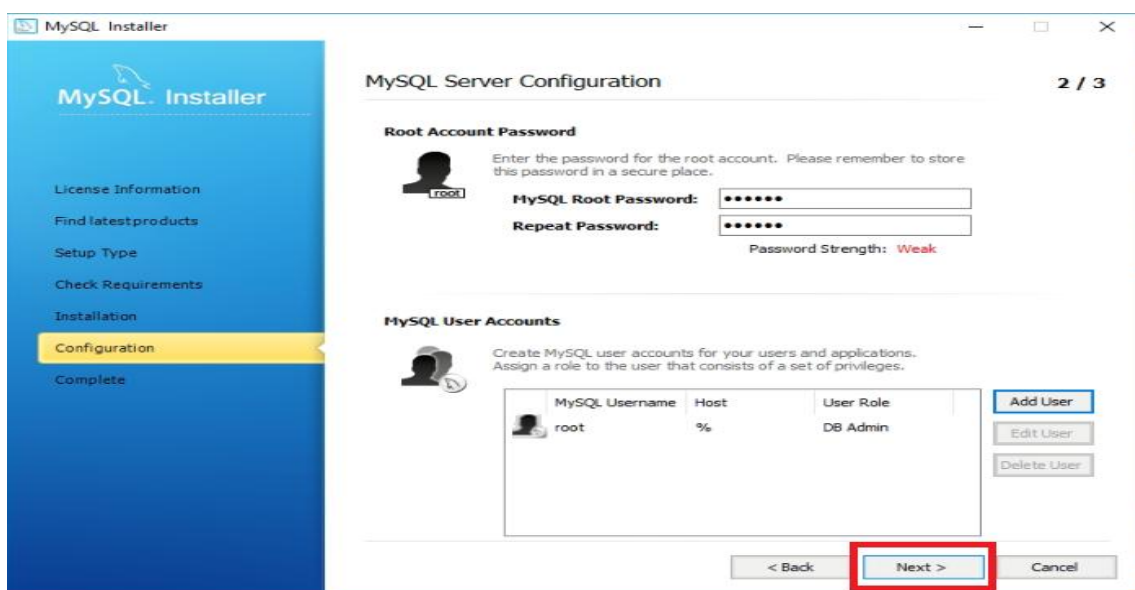 MySQL Installer
MySQL. Installer
License Information
Find latest products
Setup Type
Check Requirements
Installation
Configuration
Complete
MySQL Server Configuration
2 / 3
Root Account Password
Enter the password for the root account. Please remember to store
this password in a secure place.
root
MySQL Root Password: ●●●●●●
Repeat Password: ●●●●●●
Password Strength: Weak
MySQL User Accounts
Create MySQL user accounts for your users and applications.
Assign a role to the user that consists of a set of privileges.
MySQL Username Host User Role
root % DB Admin
Add User
Edit User
Delete User
< Back Next > Cancel